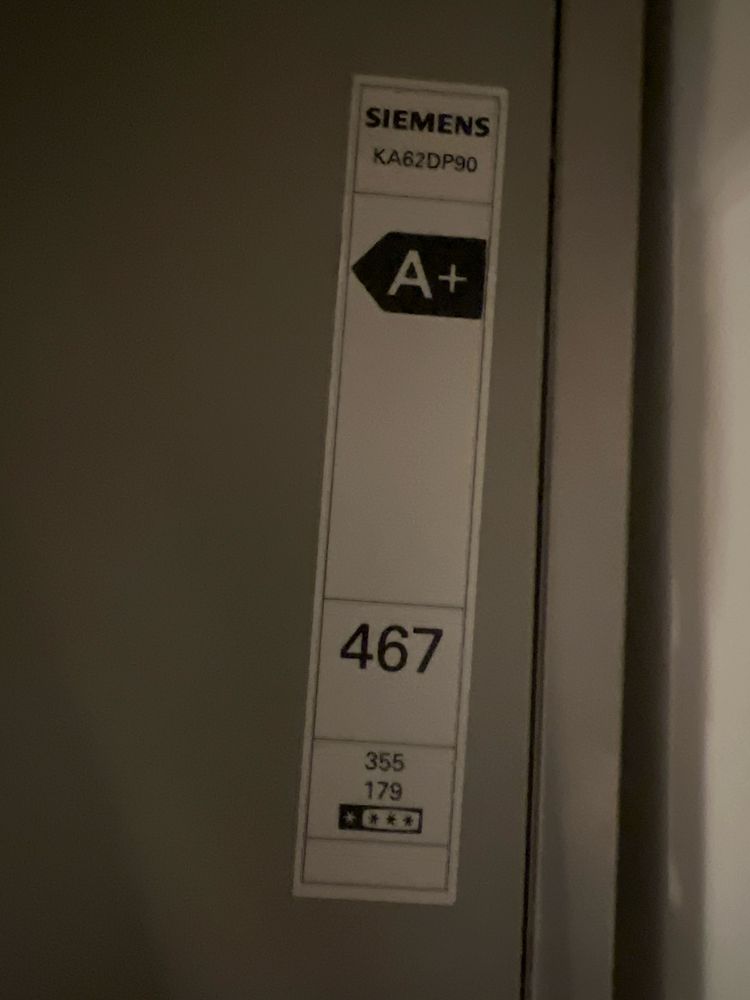 SIEMENS
KA62DP90
A+
467
355
179
* ***